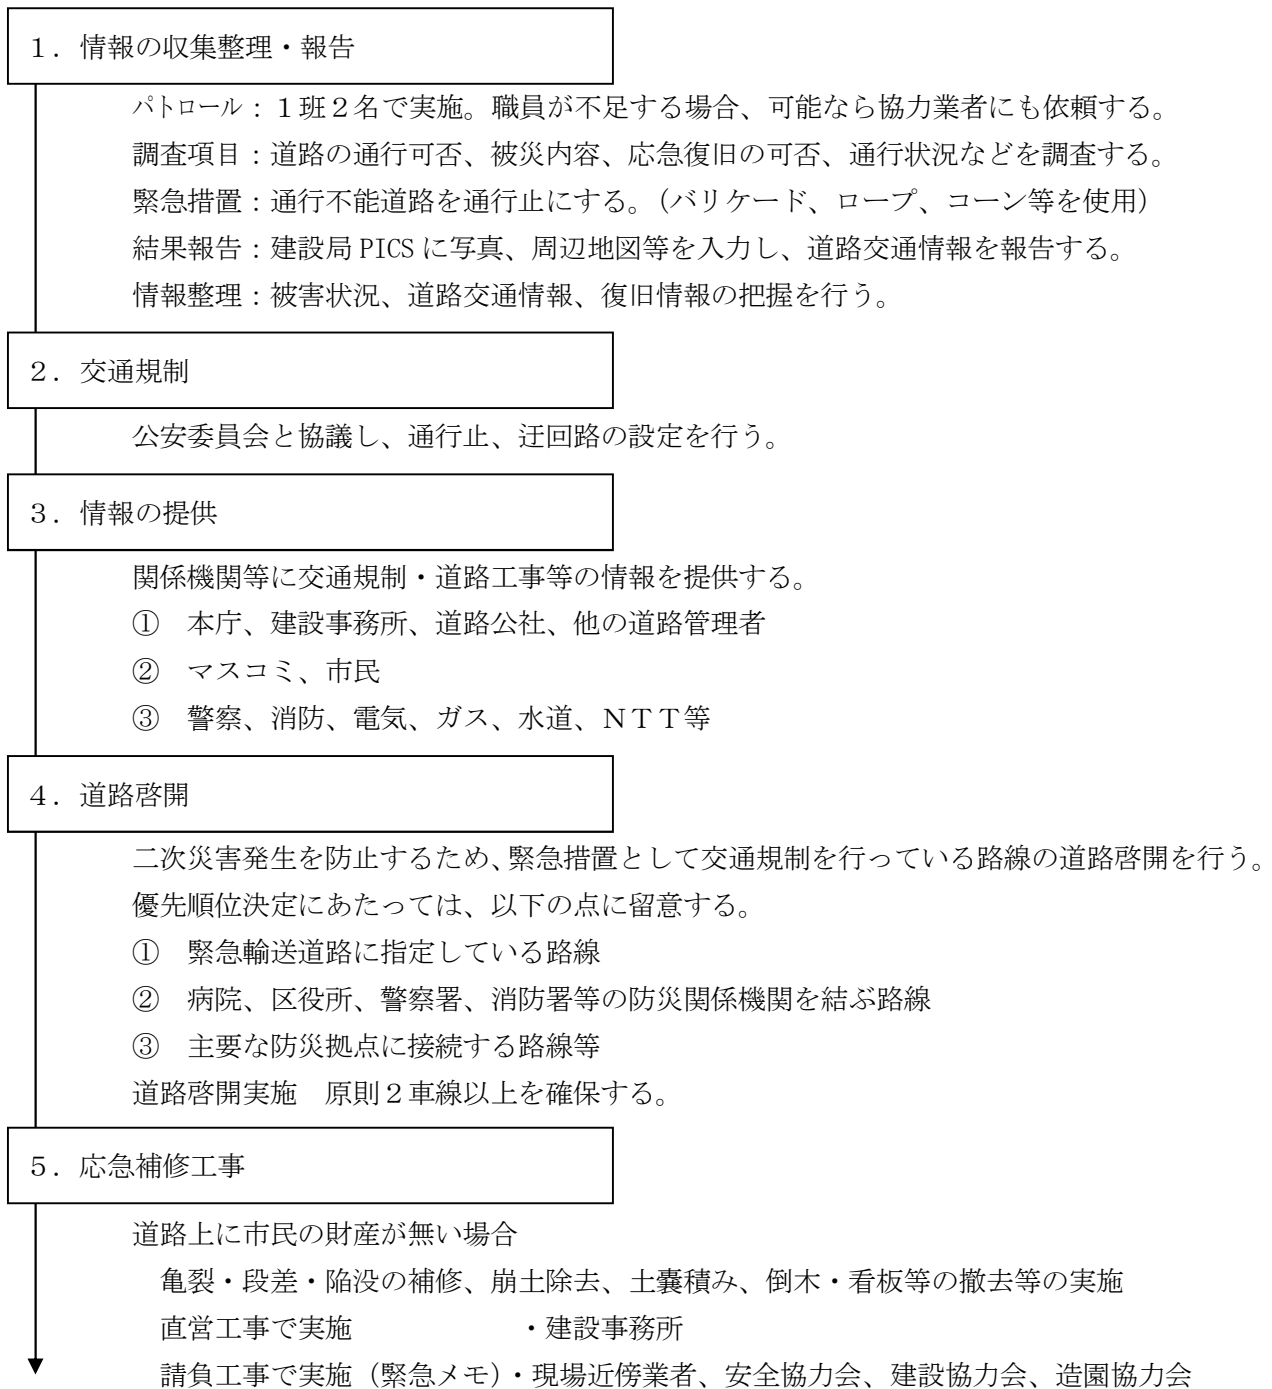 １．情報の収集整理・報告
パトロール：１班２名で実施。職員が不足する場合、可能なら協力業者にも依頼する。
調査項目：道路の通行可否、被災内容、応急復旧の可否、通行状況などを調査する。
緊急措置：通行不能道路を通行止にする。（バリケード、ロープ、コーン等を使用）
結果報告：建設局 PICS に写真、周辺地図等を入力し、道路交通情報を報告する。
情報整理：被害状況、道路交通情報、復旧情報の把握を行う。
２．交通規制
公安委員会と協議し、通行止、迂回路の設定を行う。
３．情報の提供
関係機関等に交通規制・道路工事等の情報を提供する。
①　本庁、建設事務所、道路公社、他の道路管理者
②　マスコミ、市民
③　警察、消防、電気、ガス、水道、ＮＴＴ等
４．道路啓開
二次災害発生を防止するため、緊急措置として交通規制を行っている路線の道路啓開を行う。
優先順位決定にあたっては、以下の点に留意する。
①　緊急輸送道路に指定している路線
②　病院、区役所、警察署、消防署等の防災関係機関を結ぶ路線
③　主要な防災拠点に接続する路線等
道路啓開実施　原則２車線以上を確保する。
５．応急補修工事
道路上に市民の財産が無い場合
亀裂・段差・陥没の補修、崩土除去、土嚢積み、倒木・看板等の撤去等の実施
直営工事で実施　　　　　　・建設事務所
請負工事で実施（緊急メモ）・現場近傍業者、安全協力会、建設協力会、造園協力会